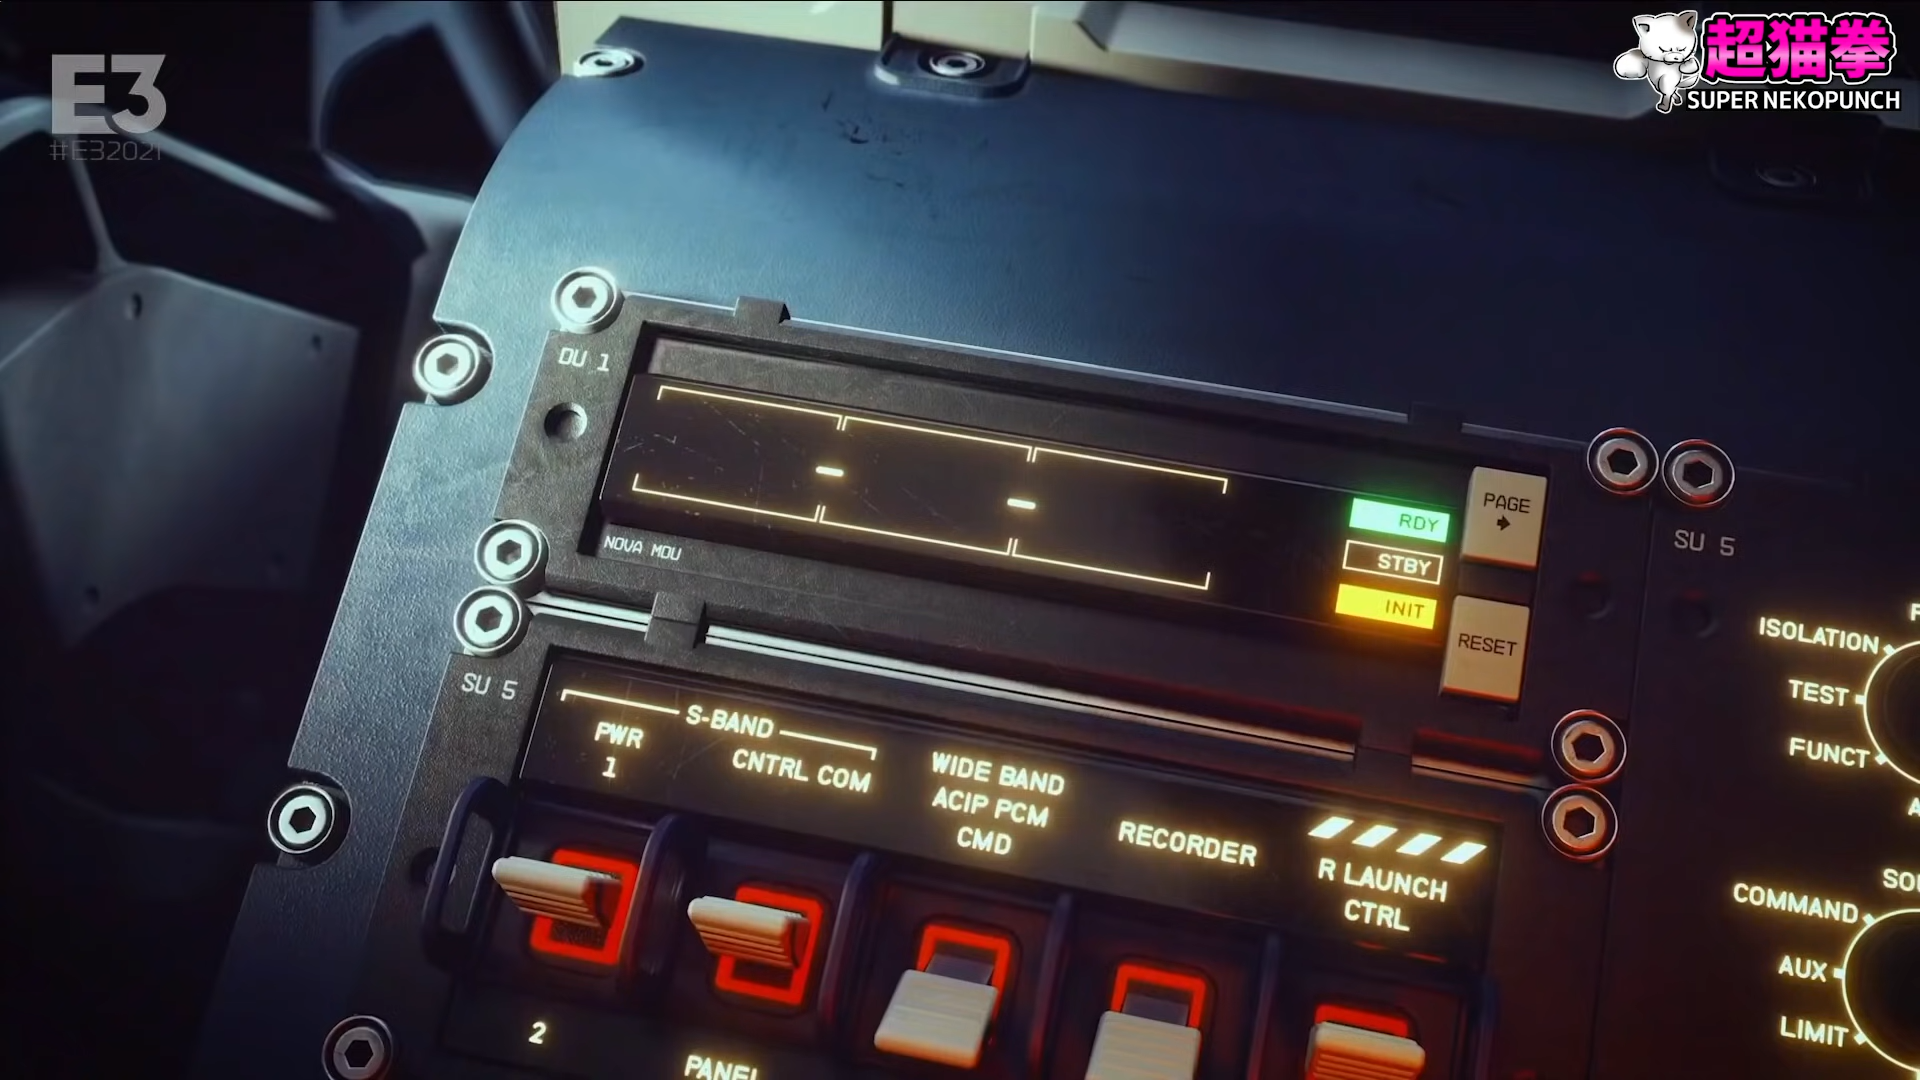 E3
#E32021
超猫拳
SUPER NEKOPUNCH
DU 1
NOVA MDU
RDY
STBY
INIT
PAGE
RESET
SU 5
SU 5
S-BAND
PWR
1
CNTRL COM
WIDE BAND
ACIP PCM
CMD
RECORDER
R LAUNCH
CTRL
2
PANEL
ISOLATION
TEST
FUNCT
COMMAND
AUX
LIMIT